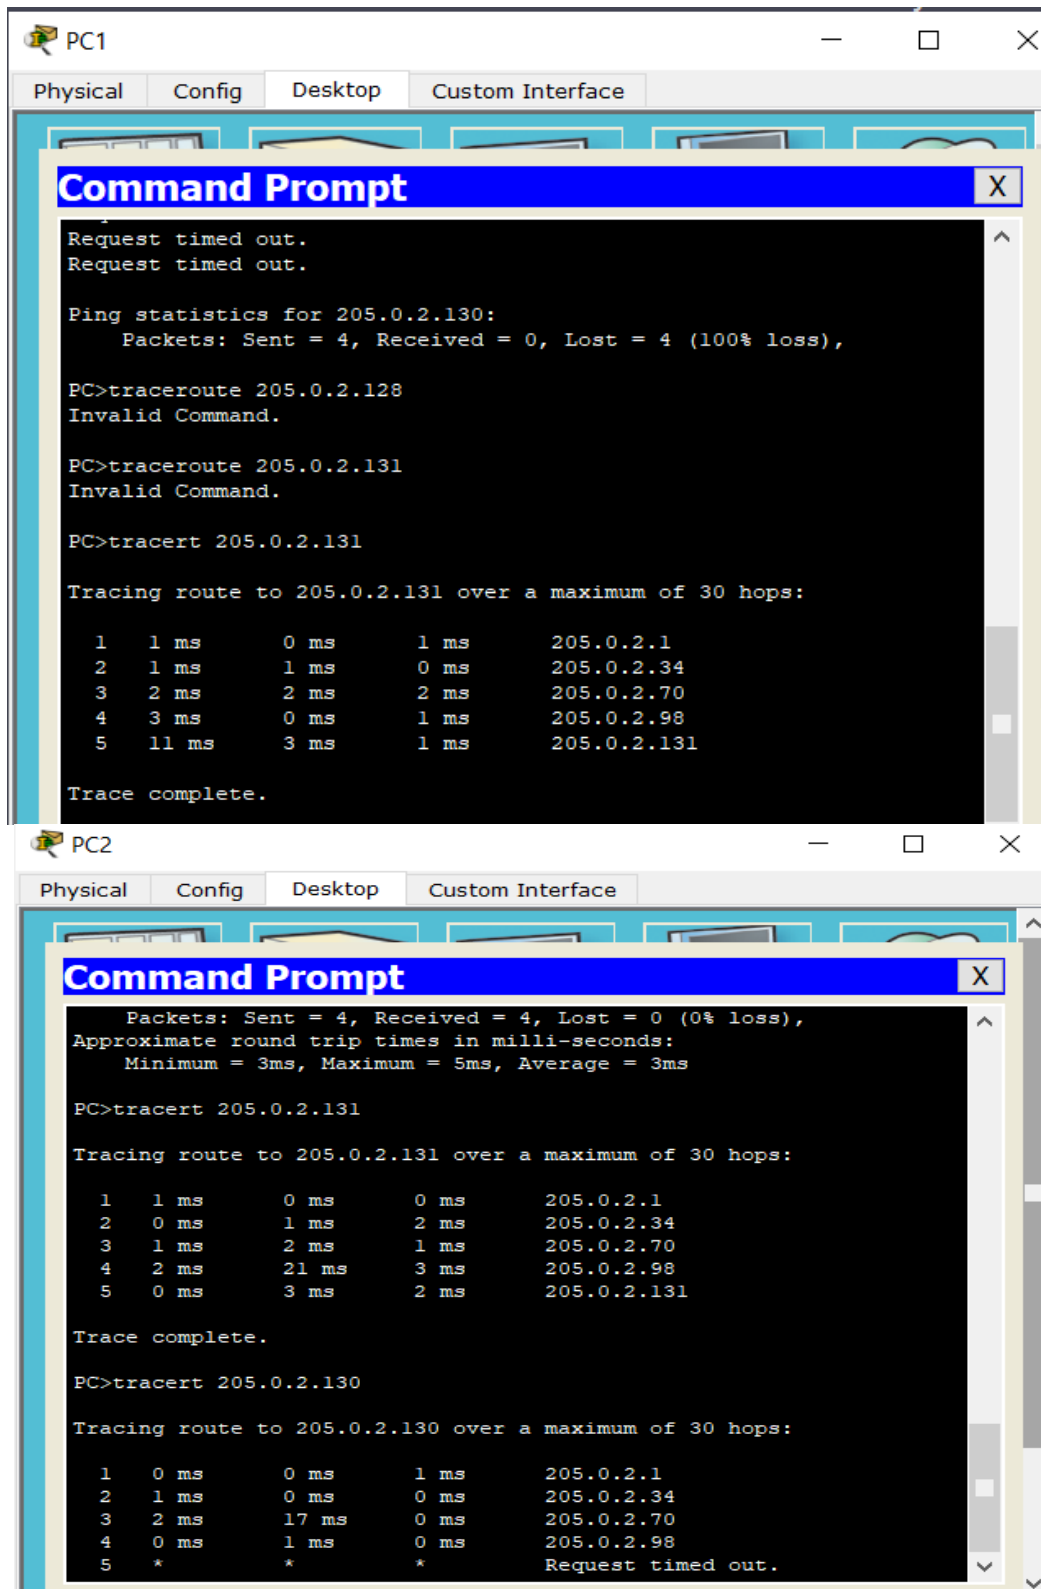 PC1
Physical Config Desktop Custom Interface
Command Prompt
X
Request timed out.
Request timed out.
Ping statistics for 205.0.2.130:
Packets: Sent = 4, Received = 0, Lost = 4 (100% loss),
PC>traceroute 205.0.2.128
Invalid Command.
PC>traceroute 205.0.2.131
Invalid Command.
PC>tracert 205.0.2.131
Tracing route to 205.0.2.131 over a maximum of 30 hops:
1 1 ms 0 ms 1 ms 205.0.2.1
2 1 ms 1 ms 0 ms 205.0.2.34
3 2 ms 2 ms 2 ms 205.0.2.70
4 3 ms 0 ms 1 ms 205.0.2.98
5 11 ms 3 ms 1 ms 205.0.2.131
Trace complete.
PC2
Physical Config Desktop Custom Interface
Command Prompt
X
Packets: Sent = 4, Received = 4, Lost = 0 (0% loss),
Approximate round trip times in milli-seconds:
Minimum = 3ms, Maximum = 5ms, Average = 3ms
PC>tracert 205.0.2.131
Tracing route to 205.0.2.131 over a maximum of 30 hops:
1 1 ms 0 ms 0 ms 205.0.2.1
2 0 ms 1 ms 2 ms 205.0.2.34
3 1 ms 2 ms 1 ms 205.0.2.70
4 2 ms 21 ms 3 ms 205.0.2.98
5 0 ms 3 ms 2 ms 205.0.2.131
Trace complete.
PC>tracert 205.0.2.130
Tracing route to 205.0.2.130 over a maximum of 30 hops:
1 0 ms 0 ms 1 ms 205.0.2.1
2 1 ms 0 ms 0 ms 205.0.2.34
3 2 ms 17 ms 0 ms 205.0.2.70
4 0 ms 1 ms 0 ms 205.0.2.98
5 * * * Request timed out.